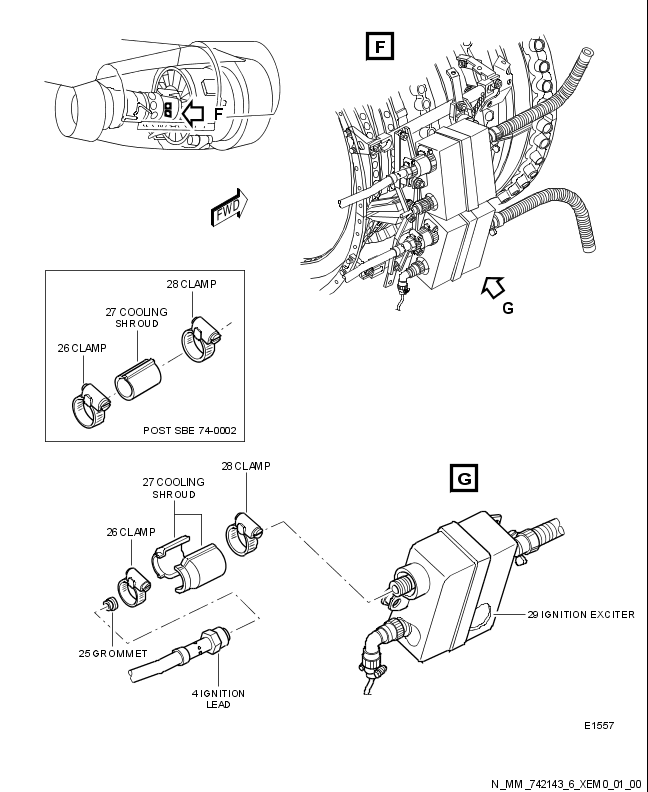 F
F
FWD
G
28 CLAMP
27 COOLING
SHROUD
26 CLAMP
POST SBE 74-0002
G
28 CLAMP
27 COOLING
SHROUD
26 CLAMP
29 IGNITION EXCITER
25 GROMMET
4 IGNITION
LEAD
E1557
N_MM_742143_6_XEM0_01_00